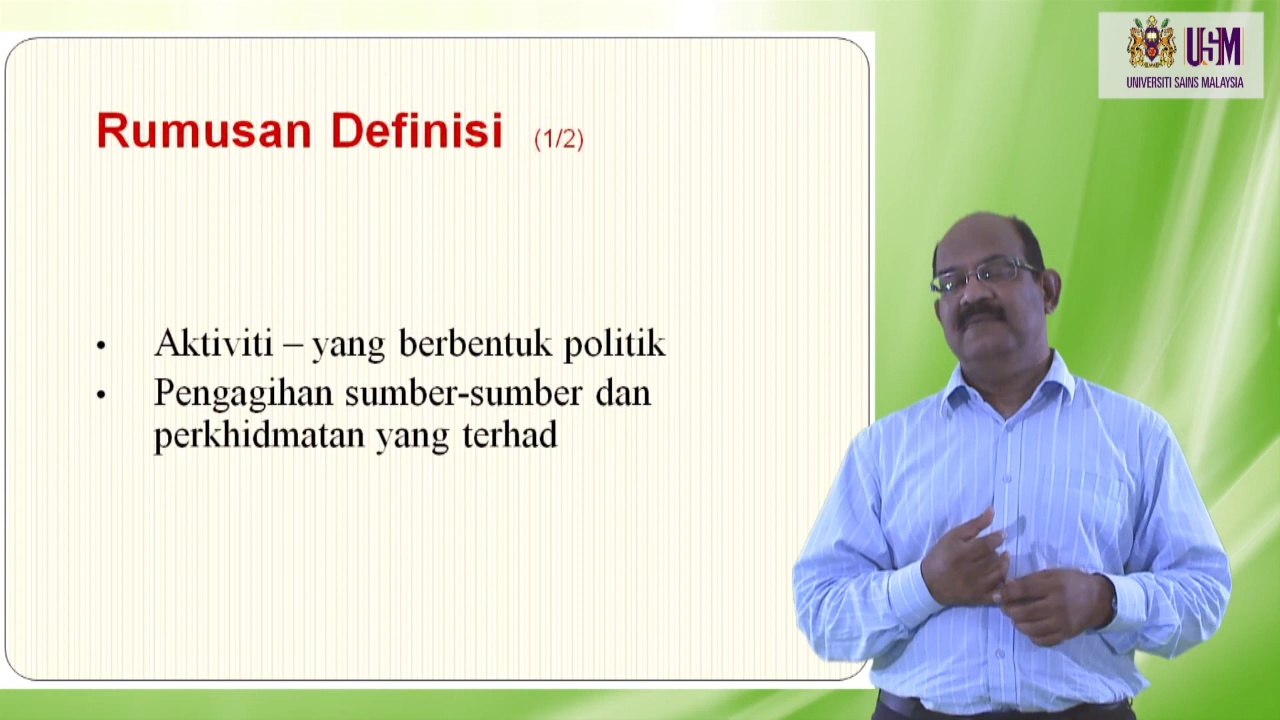 Rumusan Definisi (1/2)
• Aktiviti – yang berbentuk politik
• Pengagihan sumber-sumber dan
perkhidmatan yang terhad
USM
UNIVERSITI SAINS MALAYSIA